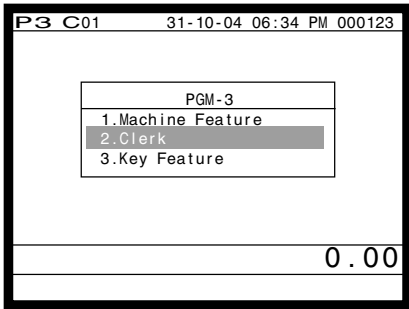 P3 C01 31-10-04 06:34 PM 000123
PGM-3
1.Machine Feature
2.Clerk
3.Key Feature
0.00